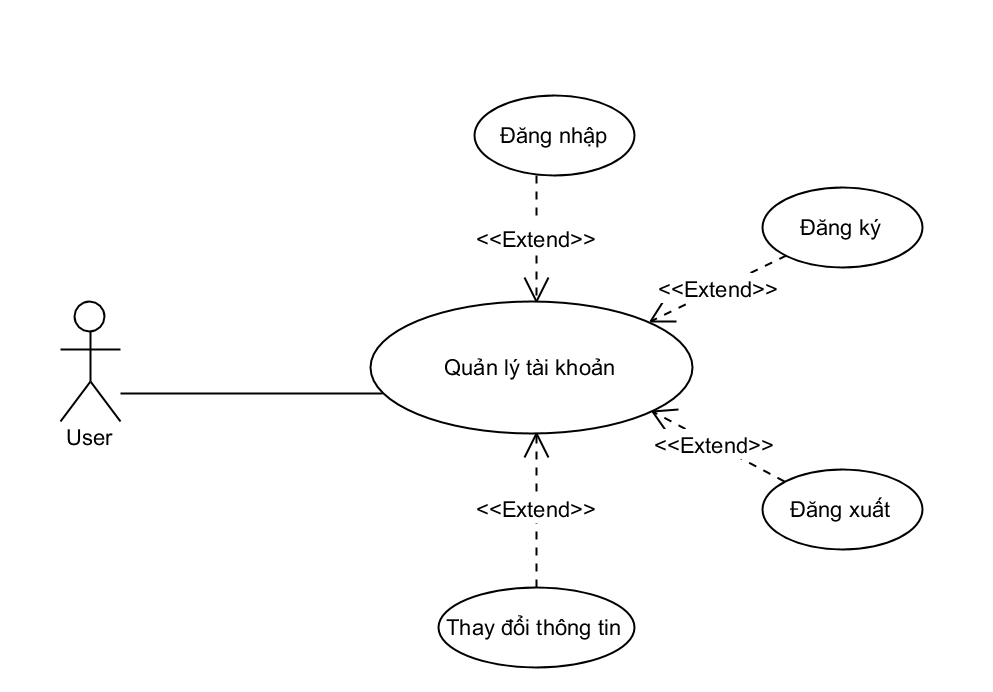 Đăng nhập
Đăng ký
<<Extend>>
<<Extend>>
Quản lý tài khoản
User
<<Extend>>
<<Extend>>
Đăng xuất
Thay đổi thông tin